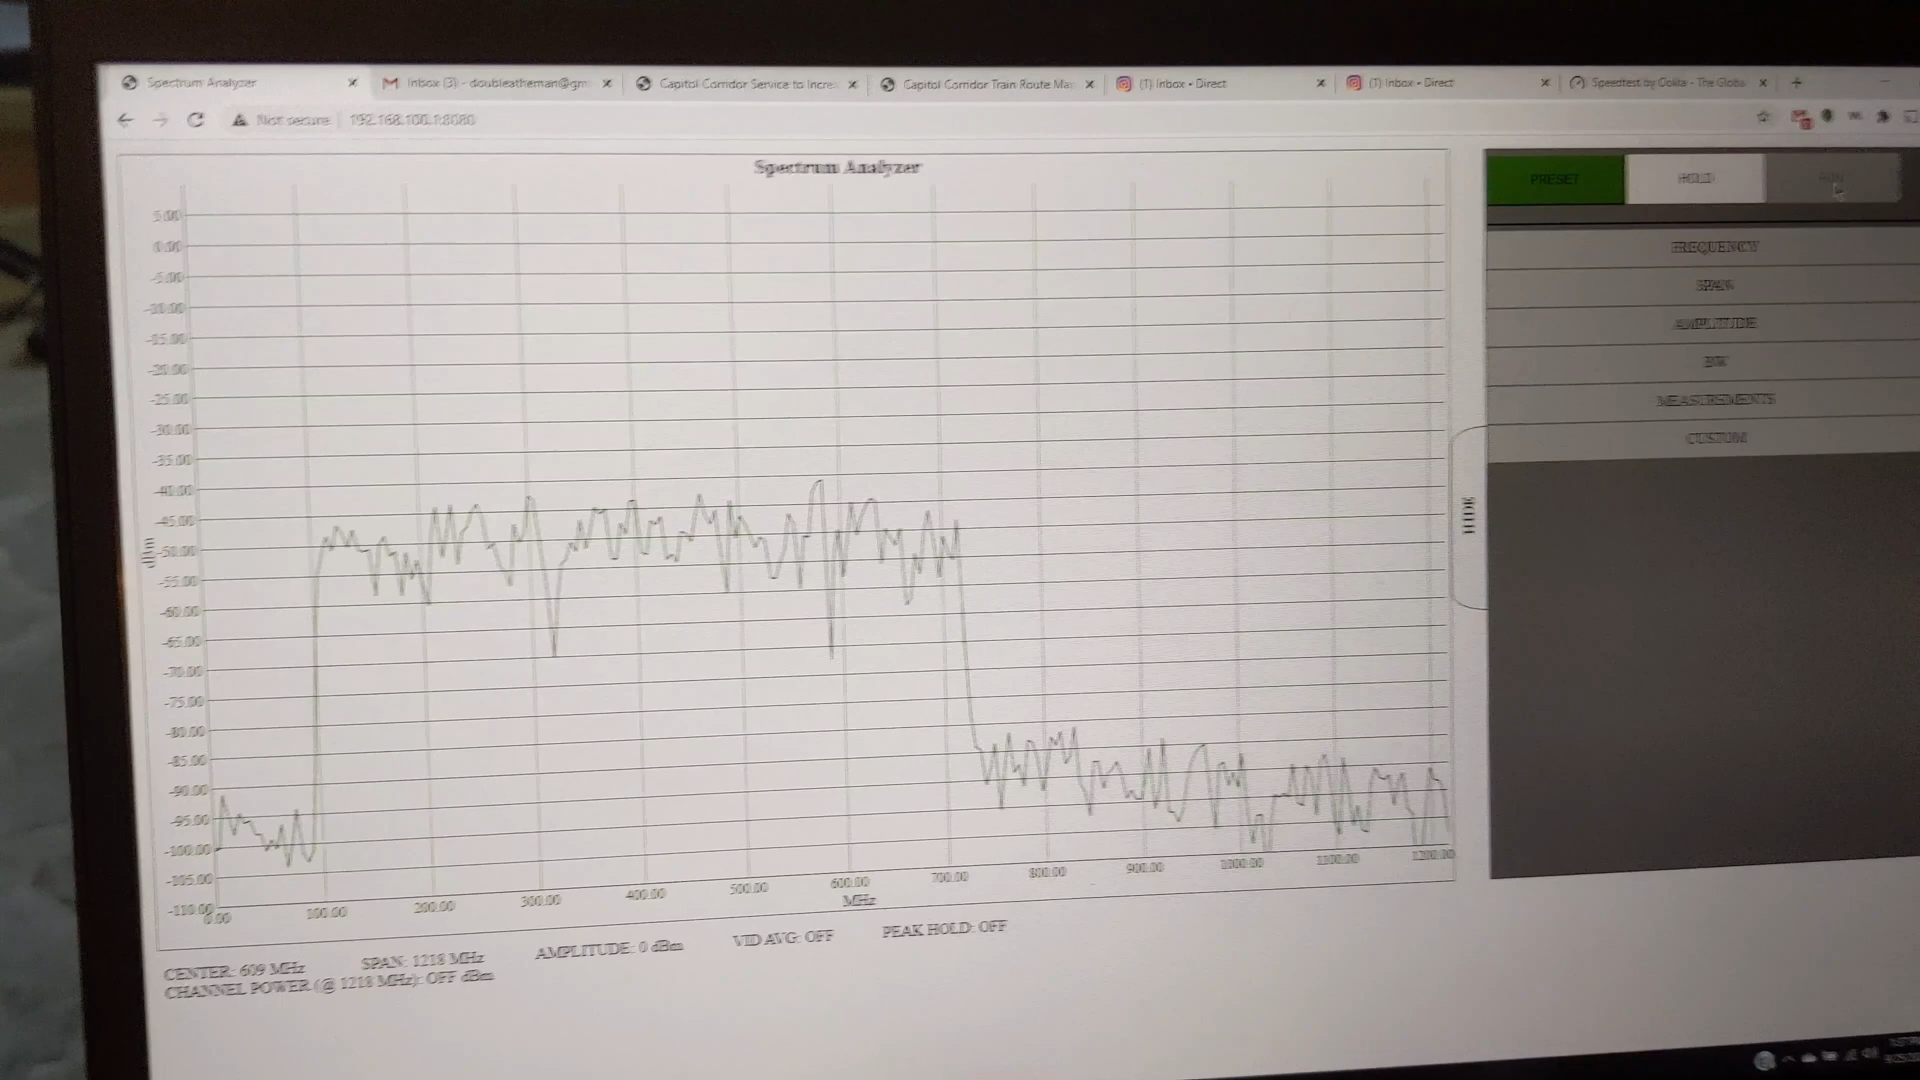 Spectrum Analyzer
Inbox (3) - doubleatheman@gm
Capitol Corridor Service to Incre
Capitol Corridor Train Route Ma
(1) Inbox • Direct
(1) Inbox • Direct
Speedtest by Ookla - The Globa
Not secure
192.168.100.1:8080
Spectrum Analyzer
PRESET
HOLD
FREQUENCY
SPAN
AMPLITUDE
BW
MEASUREMENTS
CUSTOM
HIDE
5.00
0.00
-5.00
-10.00
-15.00
-20.00
-25.00
-30.00
-35.00
-40.00
-45.00
-50.00
-55.00
-60.00
-65.00
-70.00
-75.00
-80.00
-85.00
-90.00
-95.00
-100.00
-105.00
-110.00
dBm
0.00 100.00 200.00 300.00 400.00 500.00 600.00 700.00 800.00 900.00 1000.00 1100.00 1200.00
MHz
CENTER: 609 MHz SPAN: 1218 MHz AMPLITUDE: 0 dBm VID AVG: OFF PEAK HOLD: OFF
CHANNEL POWER (@ 1218 MHz): OFF dBm